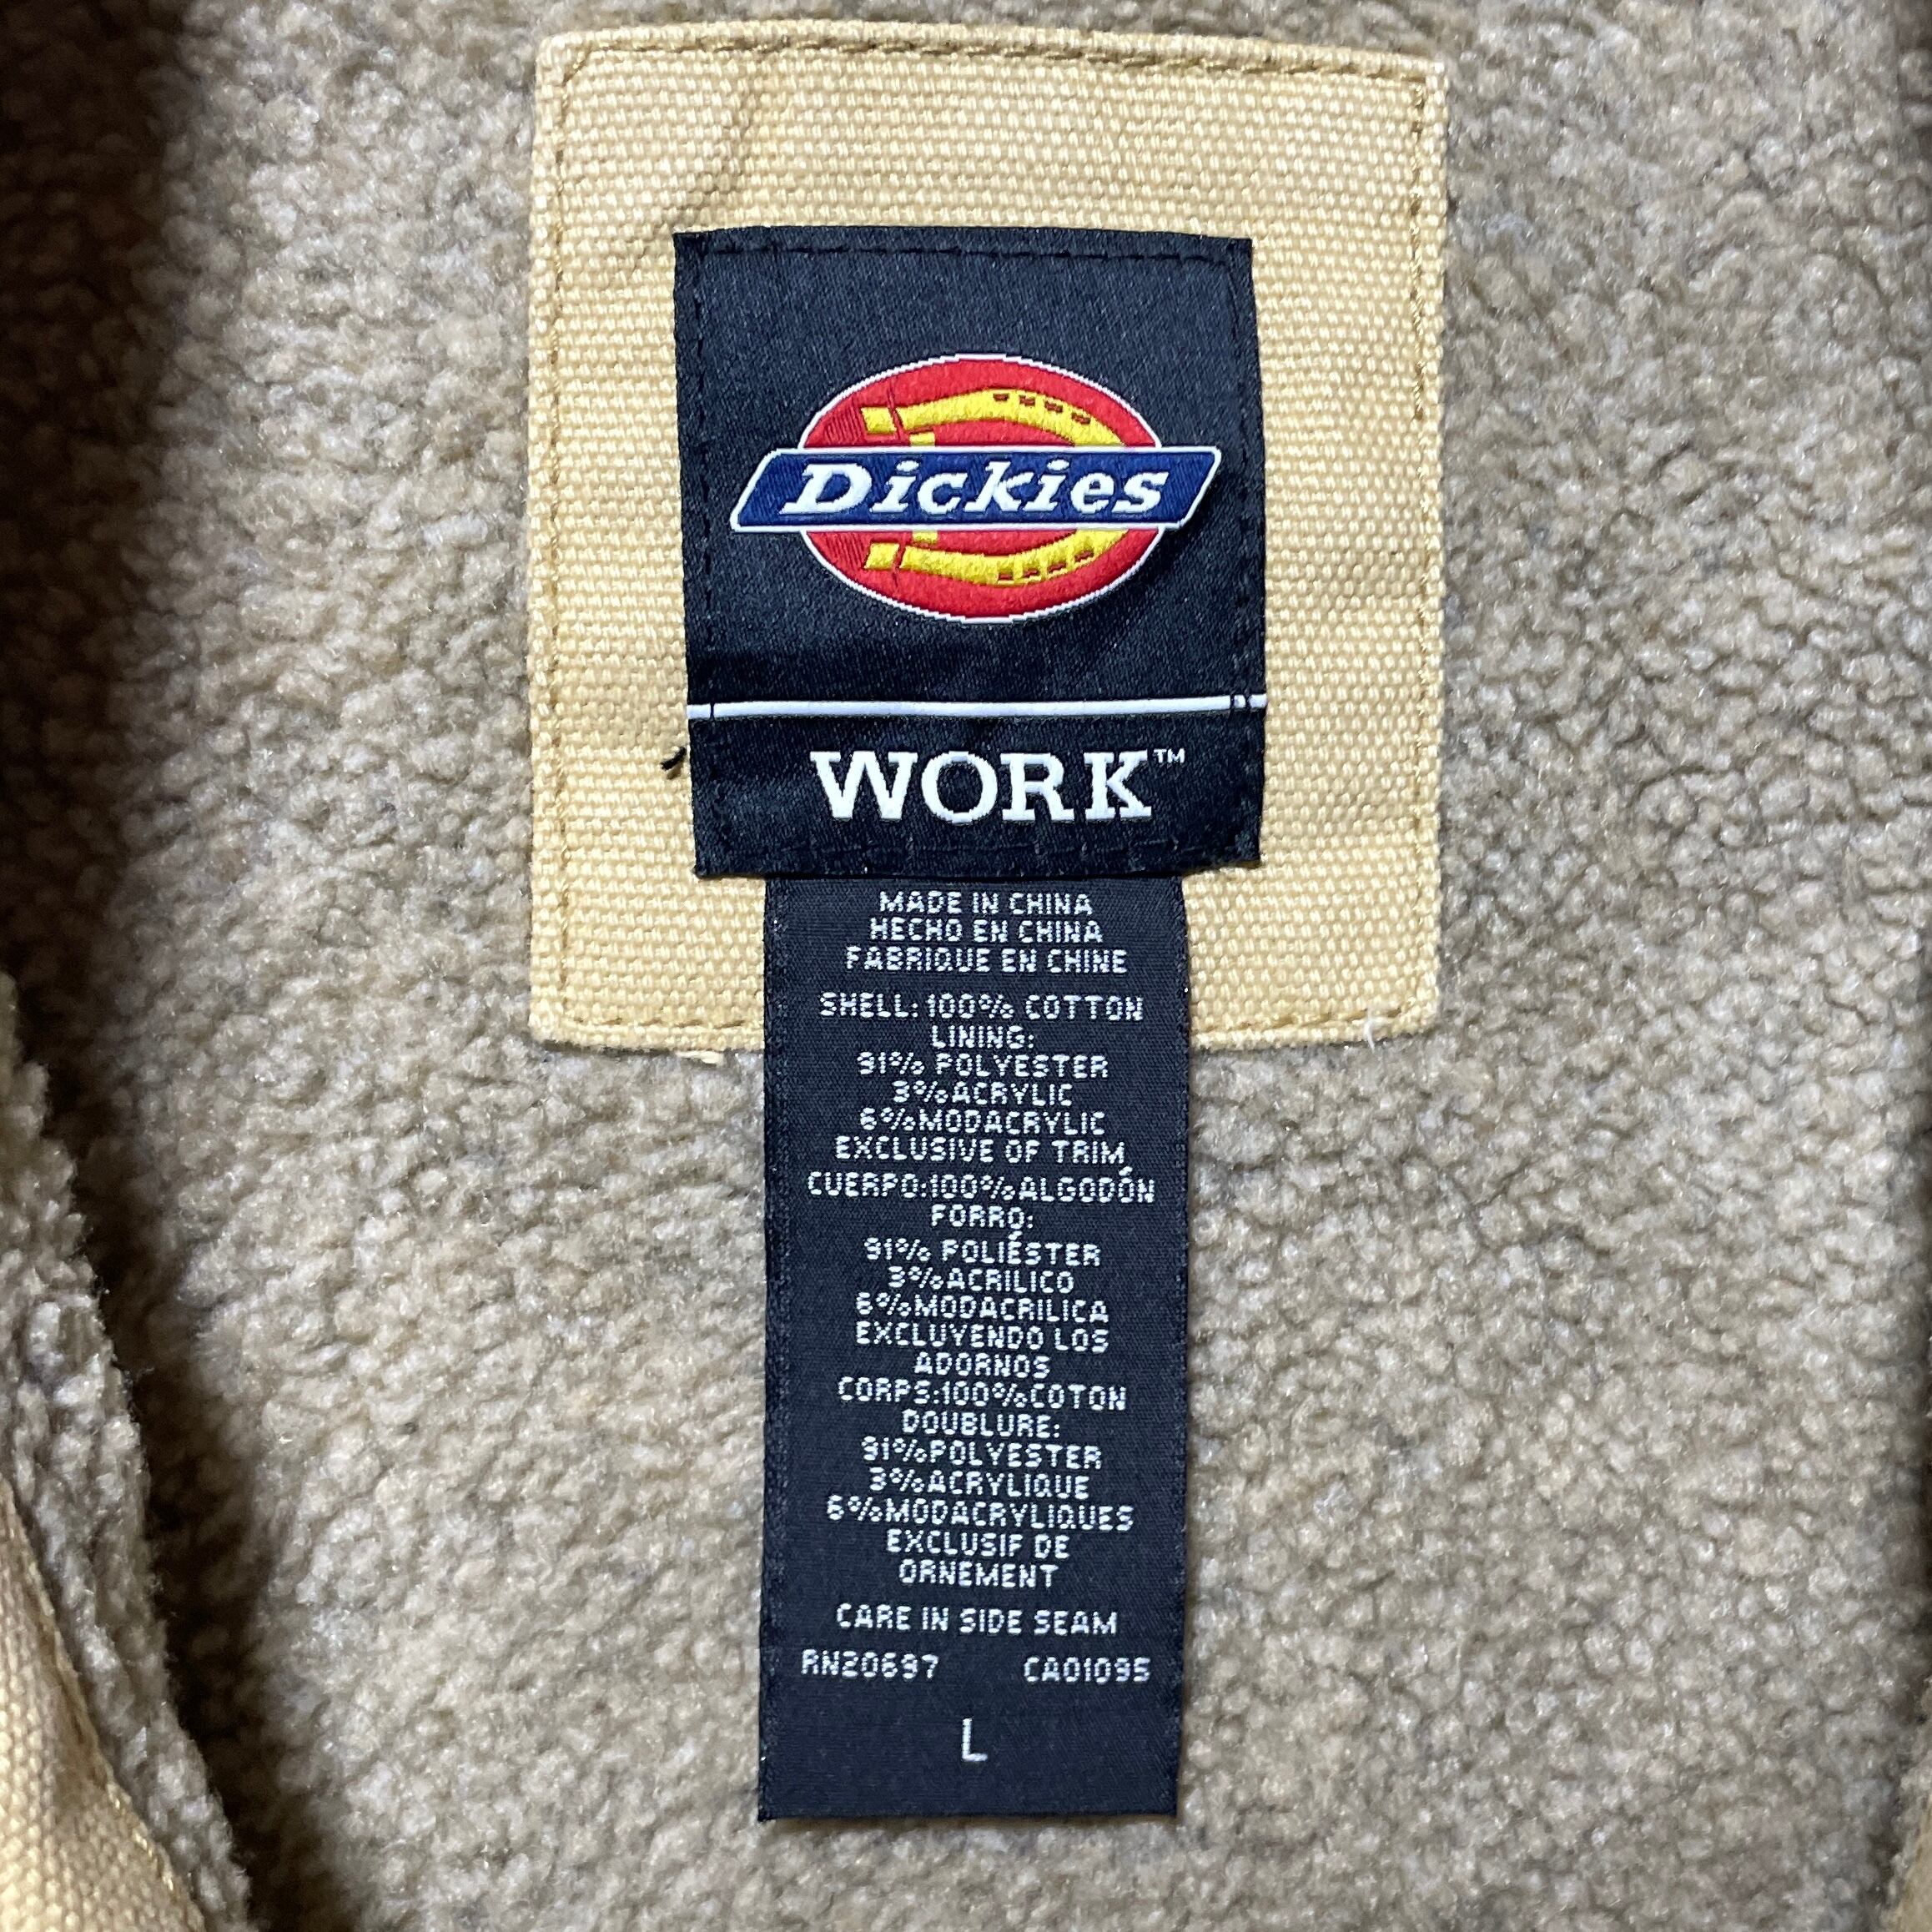 Dickies
WORK™
MADE IN CHINA
HECHO EN CHINA
FABRIQUE EN CHINE
SHELL: 100% COTTON
LINING:
91% POLYESTER
3%ACRYLIC
6%MODACRYLIC
EXCLUSIVE OF TRIM
CUERPO:100%ALGODÓN
FORRO:
91% POLIÉSTER
3%ACRILICO
6%MODACRILICA
EXCLUYENDO LOS
ADORNOS
CORPS:100%COTON
DOUBLURE:
91%POLYESTER
3%ACRYLIQUE
6%MODACRYLIQUES
EXCLUSIF DE
ORNEMENT
CARE IN SIDE SEAM
RN20697 CA01095
L